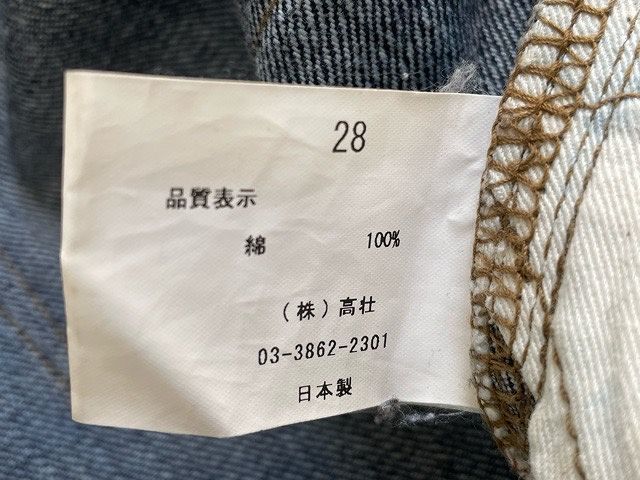 28
品質表示
綿 100%
(株)高壮
03-3862-2301
日本製